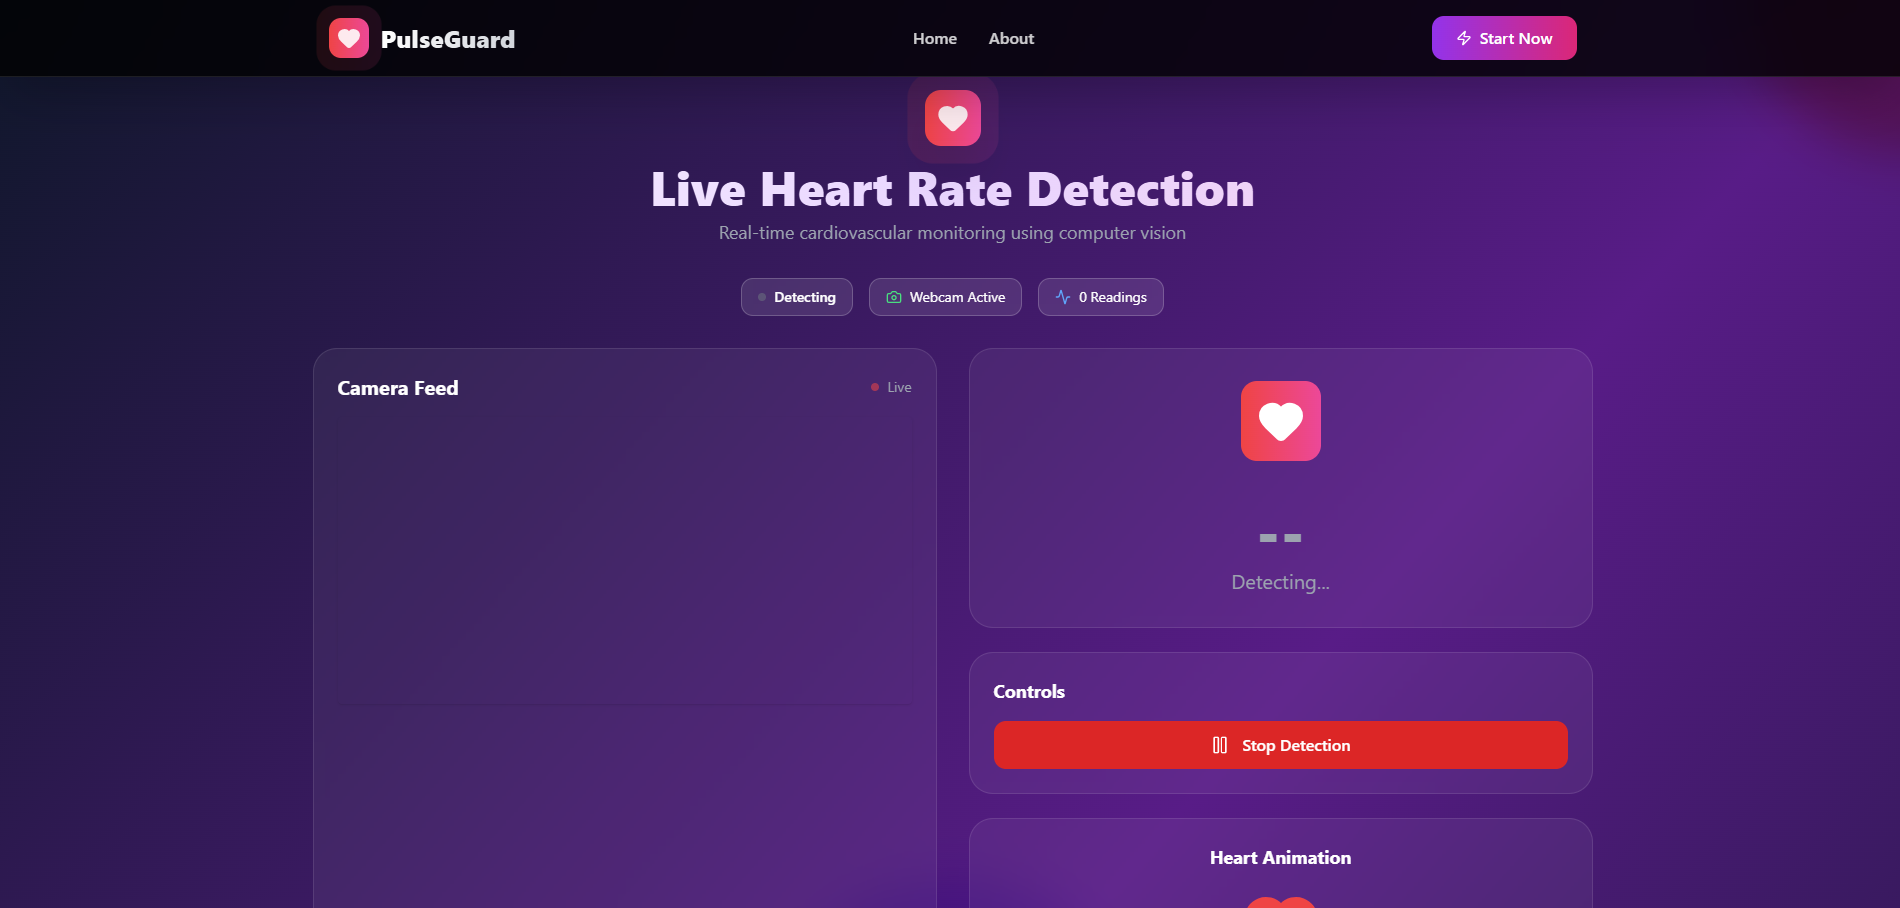 PulseGuard
Home
About
Start Now
Live Heart Rate Detection
Real-time cardiovascular monitoring using computer vision
Detecting
Webcam Active
0 Readings
Camera Feed
Live
--
Detecting...
Controls
Stop Detection
Heart Animation